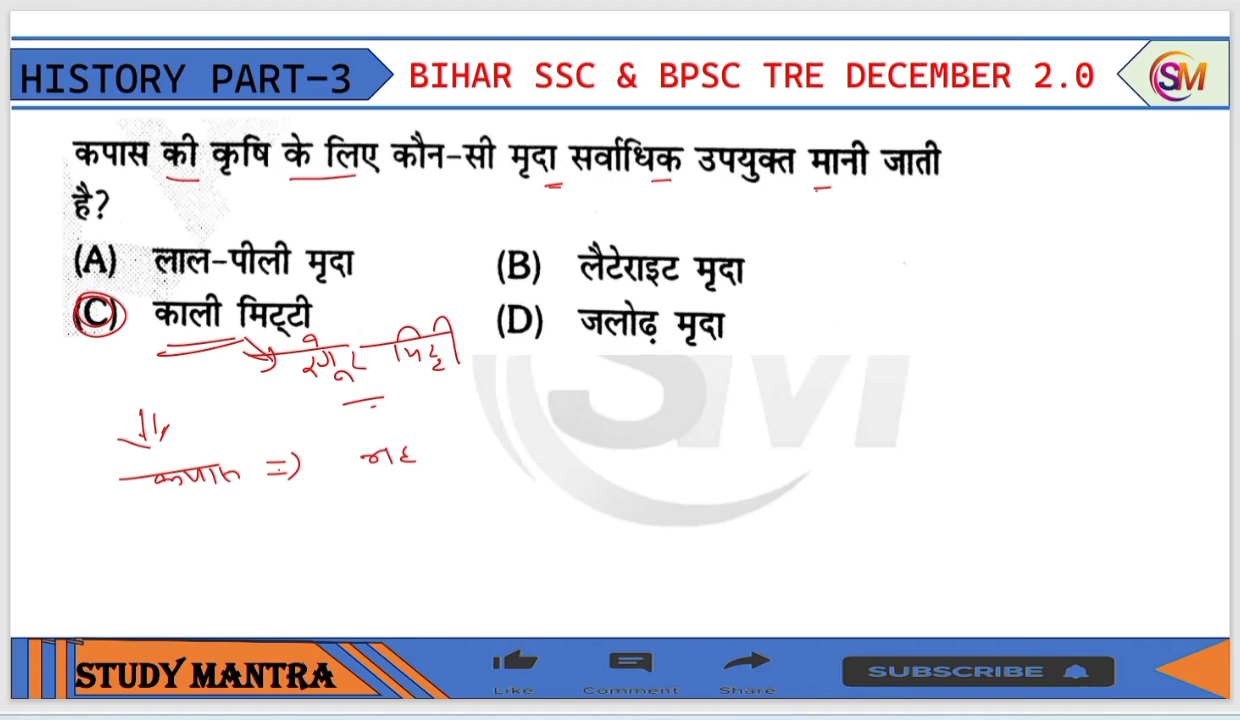 HISTORY PART-3
BIHAR SSC & BPSC TRE DECEMBER 2.0
SM
कपास की कृषि के लिए कौन-सी मृदा सर्वाधिक उपयुक्त मानी जाती
है?
(A) लाल-पीली मृदा
(B) लैटेराइट मृदा
(C) काली मिट्टी
(D) जलोढ़ मृदा
मिट्टी
SM
कपास =>
STUDY MANTRA
Like
Comment
Share
SUBSCRIBE